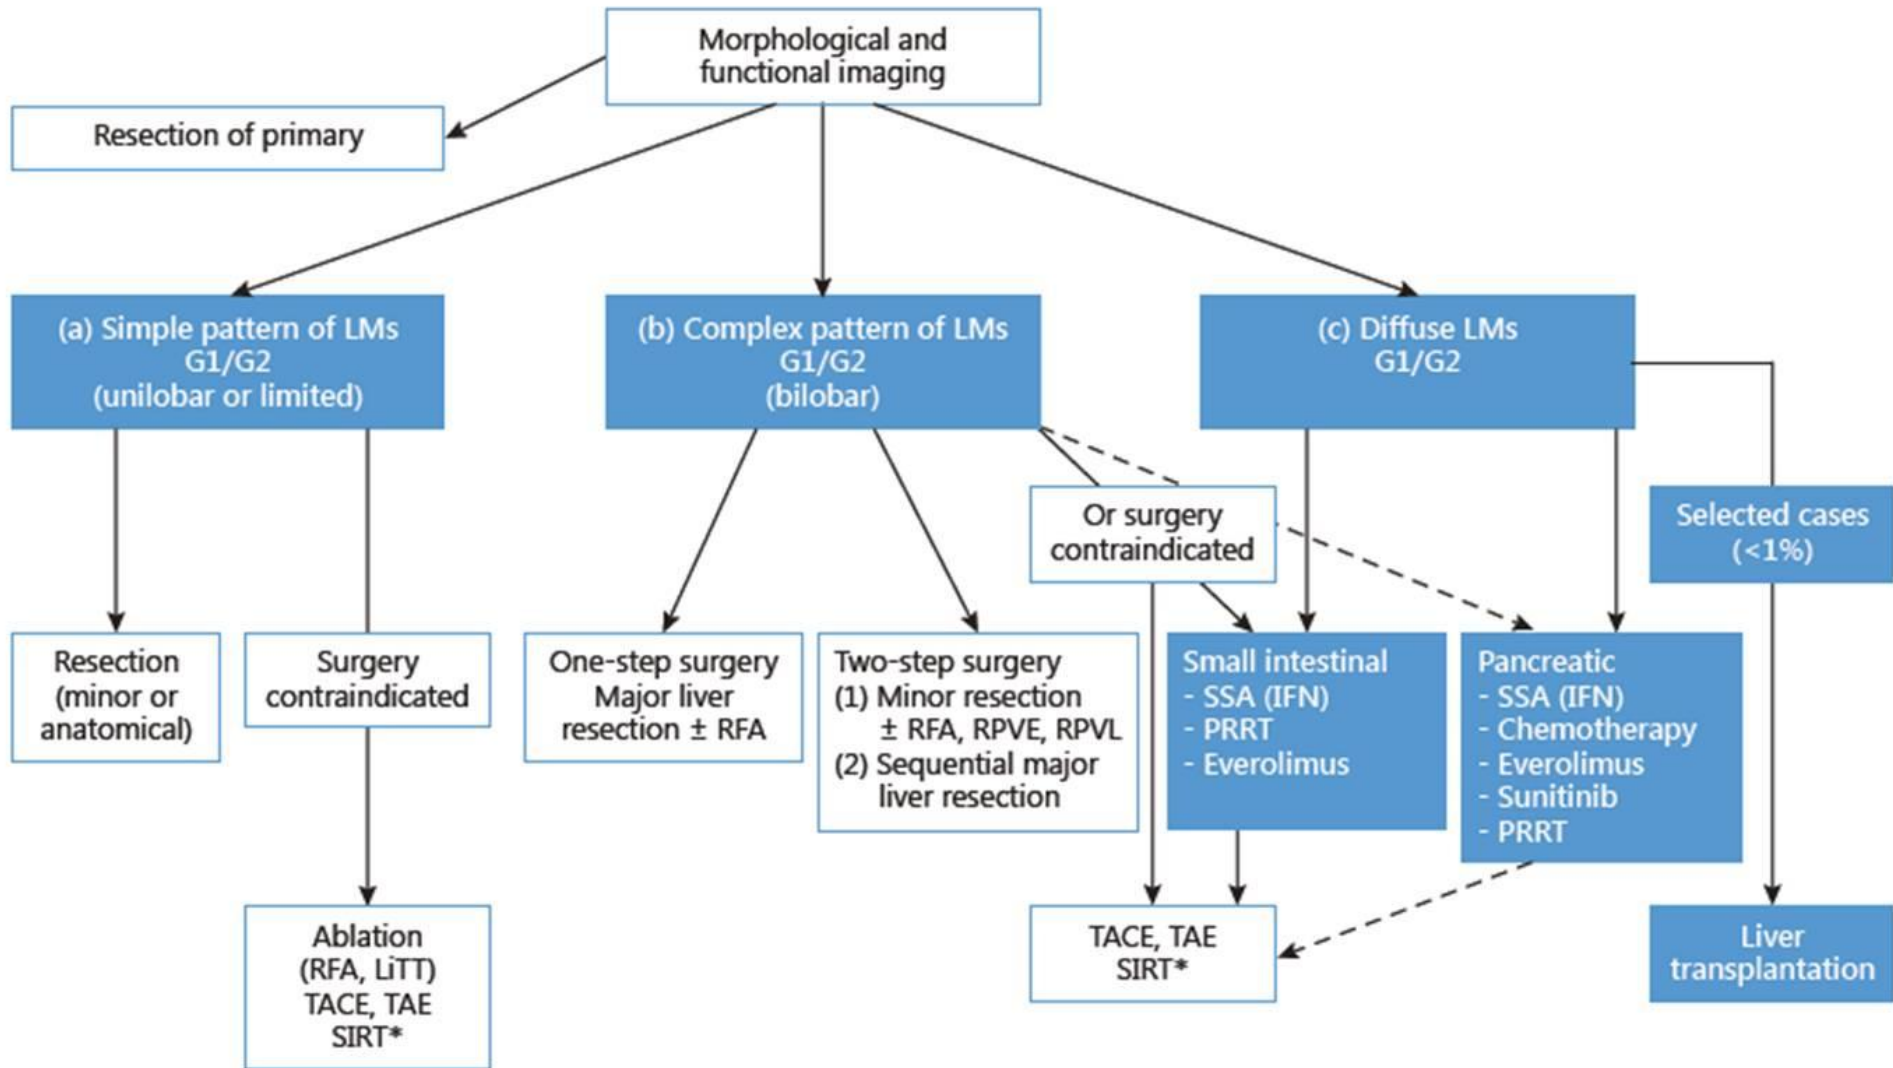 Morphological and
functional imaging
Resection of primary
(a) Simple pattern of LMs
G1/G2
(unilobar or limited)
(b) Complex pattern of LMs
G1/G2
(bilobar)
(c) Diffuse LMs
G1/G2
Or surgery
contraindicated
Selected cases
(<1%)
Resection
(minor or
anatomical)
Surgery
contraindicated
One-step surgery
Major liver
resection ± RFA
Two-step surgery
(1) Minor resection
± RFA, RPVE, RPVL
(2) Sequential major
liver resection
Small intestinal
- SSA (IFN)
- PRRT
- Everolimus
Pancreatic
- SSA (IFN)
- Chemotherapy
- Everolimus
- Sunitinib
- PRRT
Ablation
(RFA, LiTT)
TACE, TAE
SIRT*
TACE, TAE
SIRT*
Liver
transplantation